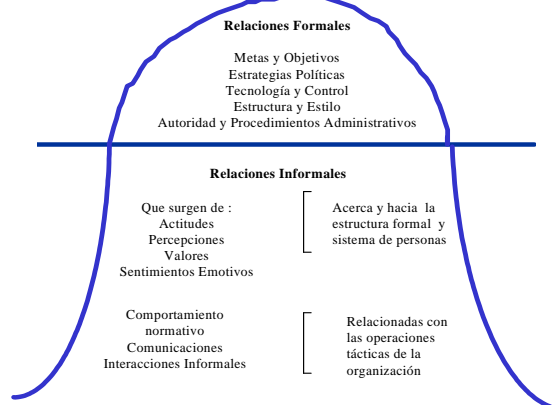 Relaciones Formales
Metas y Objetivos
Estrategias Políticas
Tecnología y Control
Estructura y Estilo
Autoridad y Procedimientos Administrativos
Relaciones Informales
Que surgen de :
Actitudes
Percepciones
Valores
Sentimientos Emotivos
Acerca y hacia la
estructura formal y
sistema de personas
Comportamiento
normativo
Comunicaciones
Interacciones Informales
Relacionadas con
las operaciones
tácticas de la
organización